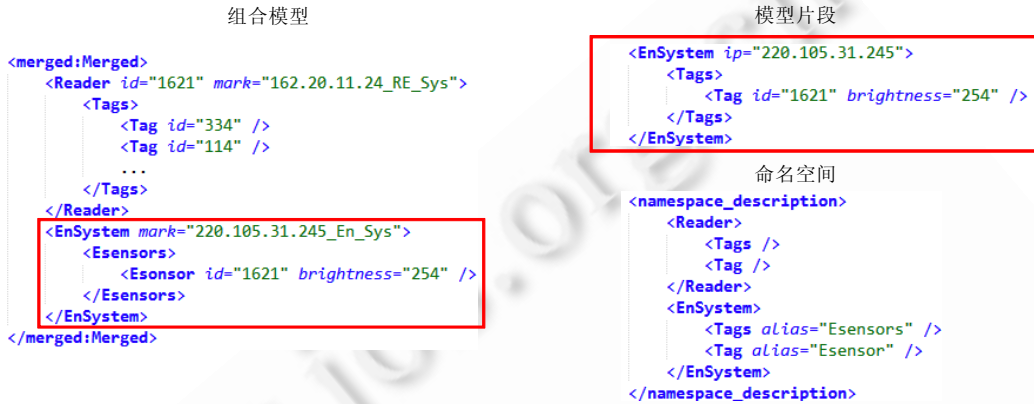 组合模型
<merged:Merged>
<Reader id="1621" mark="162.20.11.24_RE_Sys">
<Tags>
<Tag id="334" />
<Tag id="114" />
...
</Tags>
</Reader>
<EnSystem mark="220.105.31.245_En_Sys">
<Esensors>
<Esonsor id="1621" brightness="254" />
</Esensors>
</EnSystem>
</merged:Merged>
模型片段
<EnSystem ip="220.105.31.245">
<Tags>
<Tag id="1621" brightness="254" />
</Tags>
</EnSystem>
命名空间
<namespace_description>
<Reader>
<Tags />
<Tag />
</Reader>
<EnSystem>
<Tags alias="Esensors" />
<Tag alias="Esensor" />
</EnSystem>
</namespace_description>